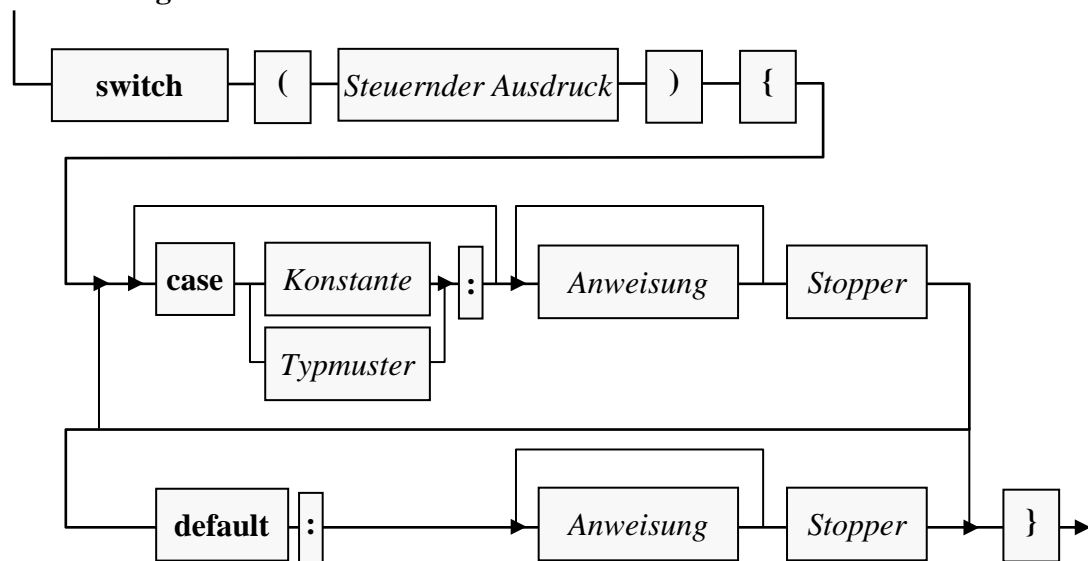 switch ( Steuernder Ausdruck ) {
case Konstante : Anweisung Stopper
Typmuster
default : Anweisung Stopper }